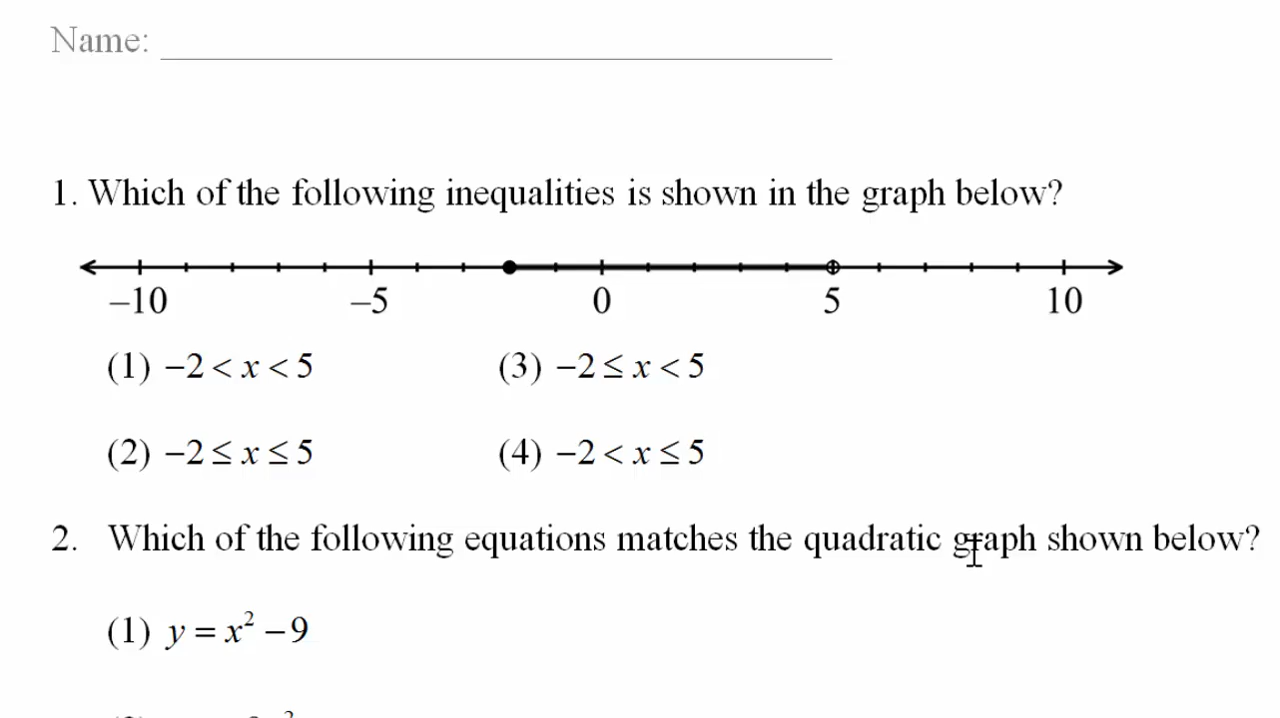 Name: ____________________
1. Which of the following inequalities is shown in the graph below?
–10 –5 0 5 10
(1) −2 < x < 5 (3) −2 ≤ x < 5
(2) −2 ≤ x ≤ 5 (4) −2 < x ≤ 5
2. Which of the following equations matches the quadratic graph shown below?
(1) y = x² − 9